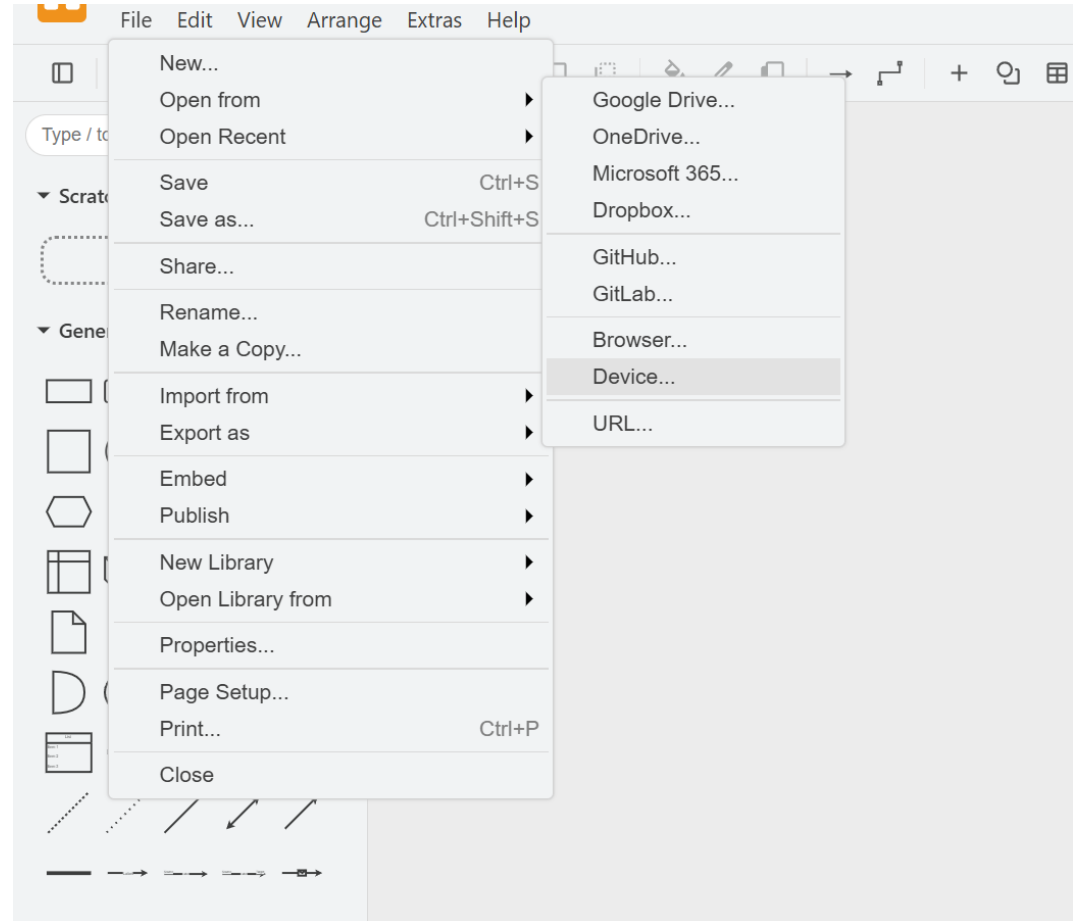 File Edit View Arrange Extras Help
New...
Open from
Open Recent
Save Ctrl+S
Save as... Ctrl+Shift+S
Share...
Rename...
Make a Copy...
Import from
Export as
Embed
Publish
New Library
Open Library from
Properties...
Page Setup...
Print... Ctrl+P
Close
Google Drive...
OneDrive...
Microsoft 365...
Dropbox...
GitHub...
GitLab...
Browser...
Device...
URL...
Type /